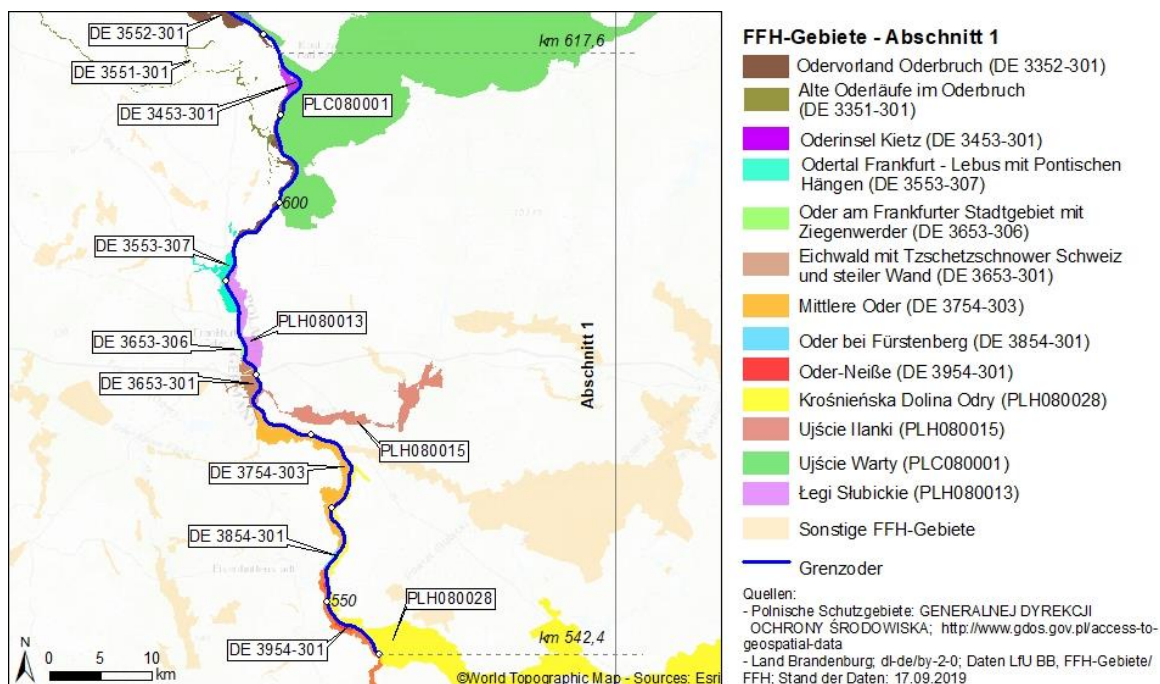 DE 3552-301
km 617,6
DE 3551-301
DE 3453-301
PLC080001
600
DE 3553-307
PLH080013
DE 3653-306
DE 3653-301
Abschnitt 1
PLH080015
DE 3754-303
DE 3854-301
550
PLH080028
DE 3954-301
km 542,4
N
0 5 10
km
©World Topographic Map - Sources: Esri
FFH-Gebiete - Abschnitt 1
Odervorland Oderbruch (DE 3352-301)
Alte Oderläufe im Oderbruch
(DE 3351-301)
Oderinsel Kietz (DE 3453-301)
Odertal Frankfurt - Lebus mit Pontischen
Hängen (DE 3553-307)
Oder am Frankfurter Stadtgebiet mit
Ziegenwerder (DE 3653-306)
Eichwald mit Tzschetzschnower Schweiz
und steiler Wand (DE 3653-301)
Mittlere Oder (DE 3754-303)
Oder bei Fürstenberg (DE 3854-301)
Oder-Neiße (DE 3954-301)
Krośnieńska Dolina Odry (PLH080028)
Ujście Ilanki (PLH080015)
Ujście Warty (PLC080001)
Łęgi Słubickie (PLH080013)
Sonstige FFH-Gebiete
Grenzoder
Quellen:
- Polnische Schutzgebiete: GENERALNEJ DYREKCJI
OCHRONY ŚRODOWISKA; http://www.gdos.gov.pl/access-to-
geospatial-data
- Land Brandenburg; dl-de/by-2-0; Daten LfU BB, FFH-Gebiete/
FFH; Stand der Daten: 17.09.2019